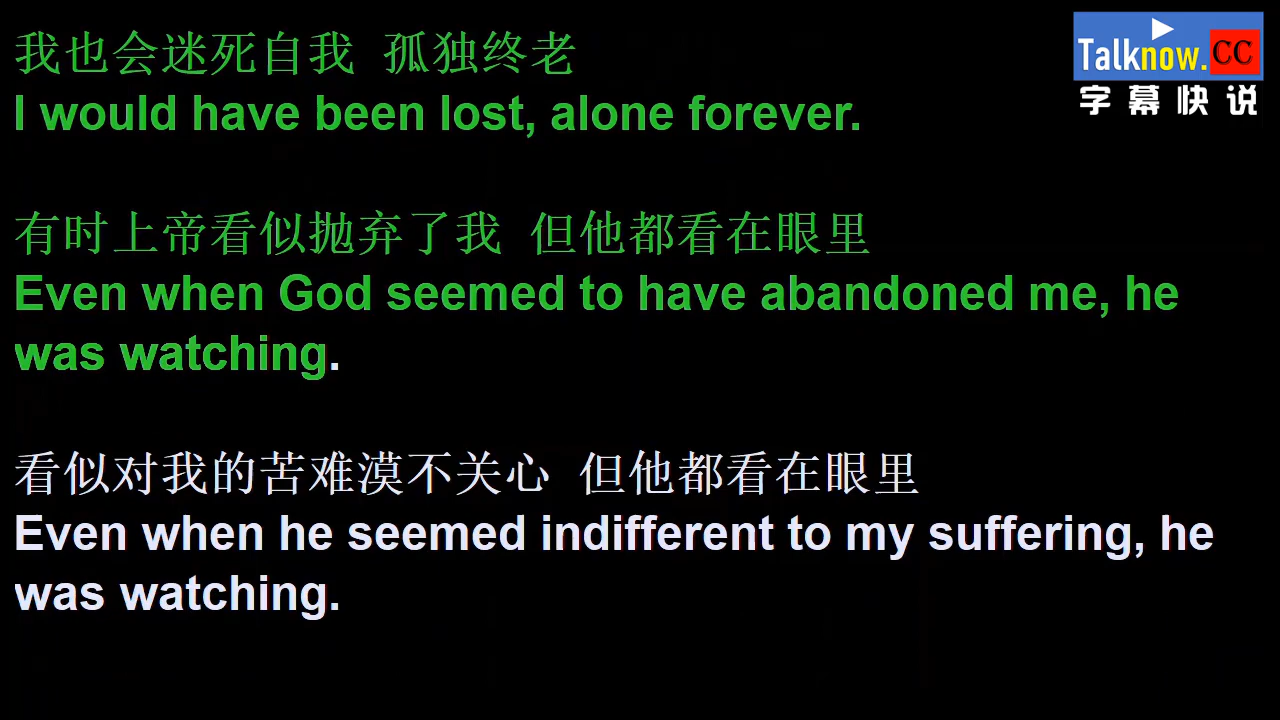 我也会迷死自我 孤独终老
I would have been lost, alone forever.
有时上帝看似抛弃了我 但他都看在眼里
Even when God seemed to have abandoned me, he
was watching.
看似对我的苦难漠不关心 但他都看在眼里
Even when he seemed indifferent to my suffering, he
was watching.
Talknow.CC
字幕快说